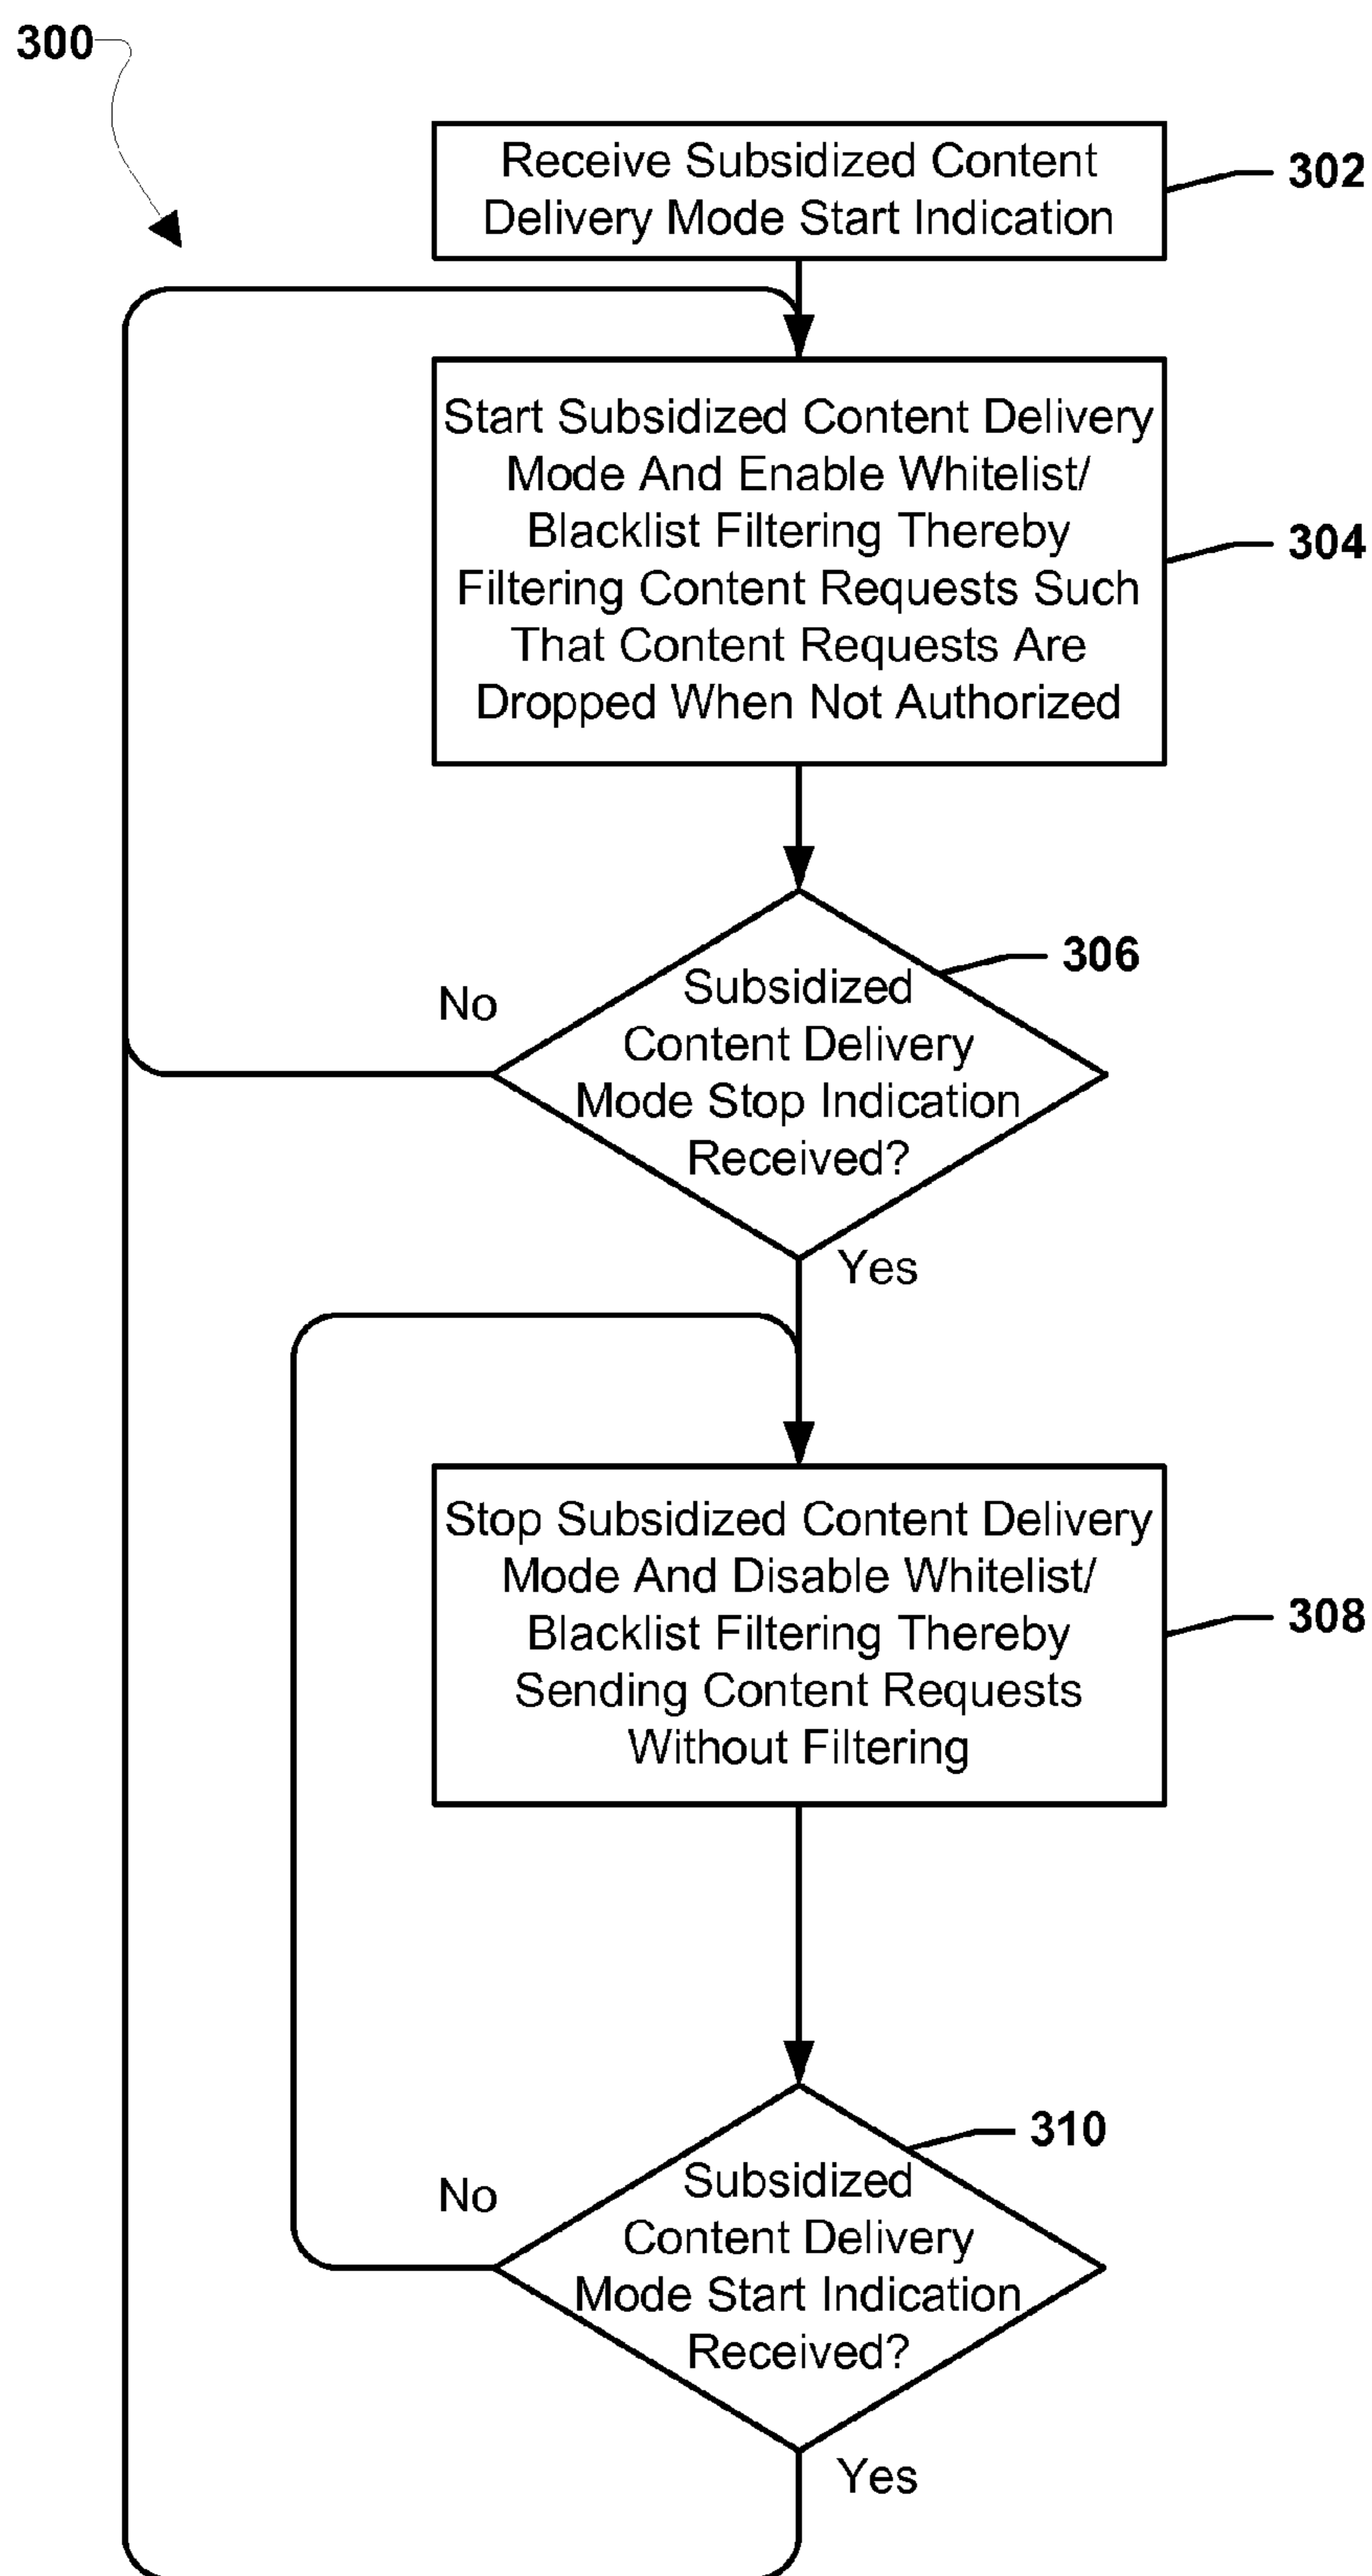 300
Receive Subsidized Content
Delivery Mode Start Indication
302
Start Subsidized Content Delivery
Mode And Enable Whitelist/
Blacklist Filtering Thereby
Filtering Content Requests Such
That Content Requests Are
Dropped When Not Authorized
304
Subsidized
Content Delivery
Mode Stop Indication
Received?
306
No
Yes
Stop Subsidized Content Delivery
Mode And Disable Whitelist/
Blacklist Filtering Thereby
Sending Content Requests
Without Filtering
308
Subsidized
Content Delivery
Mode Start Indication
Received?
310
No
Yes